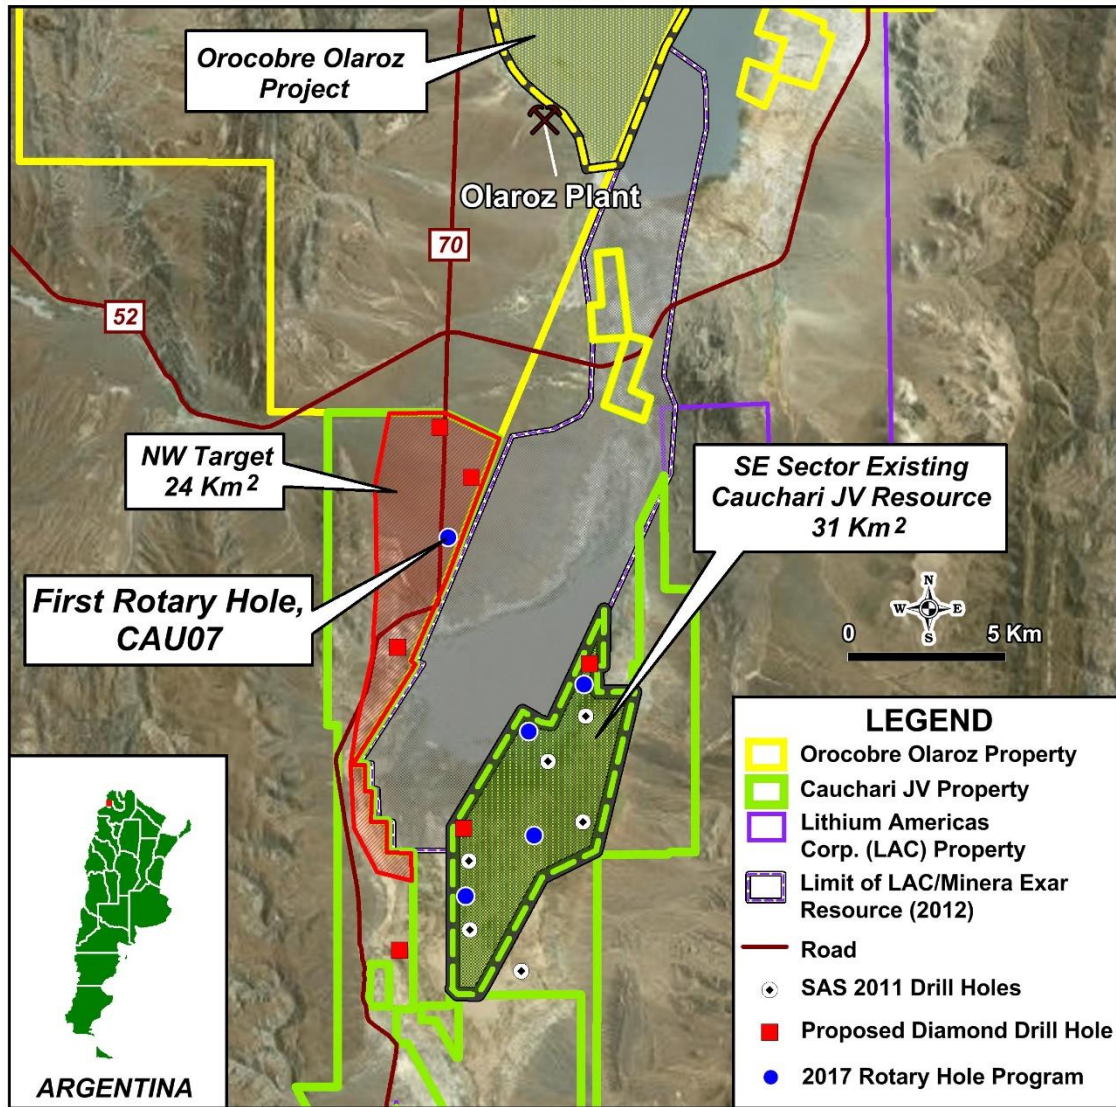 Orocobre Olaroz
Project
Olaroz Plant
70
52
NW Target
24 Km2
SE Sector Existing
Cauchari JV Resource
31 Km2
First Rotary Hole,
CAU07
N
W E
S
0 5 Km
LEGEND
Orocobre Olaroz Property
Cauchari JV Property
Lithium Americas
Corp. (LAC) Property
Limit of LAC/Minera Exar
Resource (2012)
Road
SAS 2011 Drill Holes
Proposed Diamond Drill Hole
2017 Rotary Hole Program
ARGENTINA